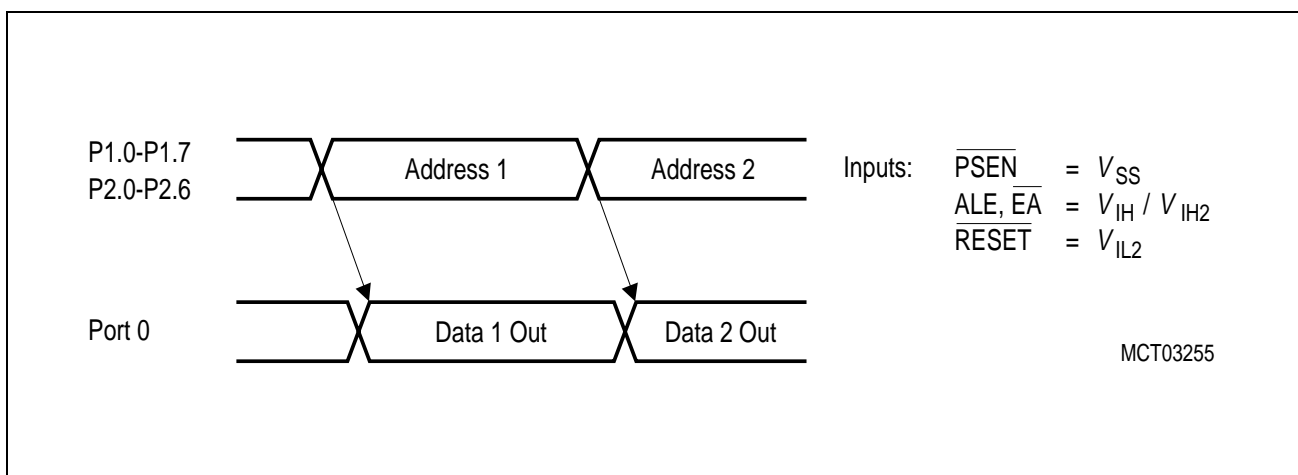 P1.0-P1.7
P2.0-P2.6
Address 1
Address 2
Inputs: PSEN = VSS
ALE, EA = VIH / VIH2
RESET = VIL2
Port 0
Data 1 Out
Data 2 Out
MCT03255